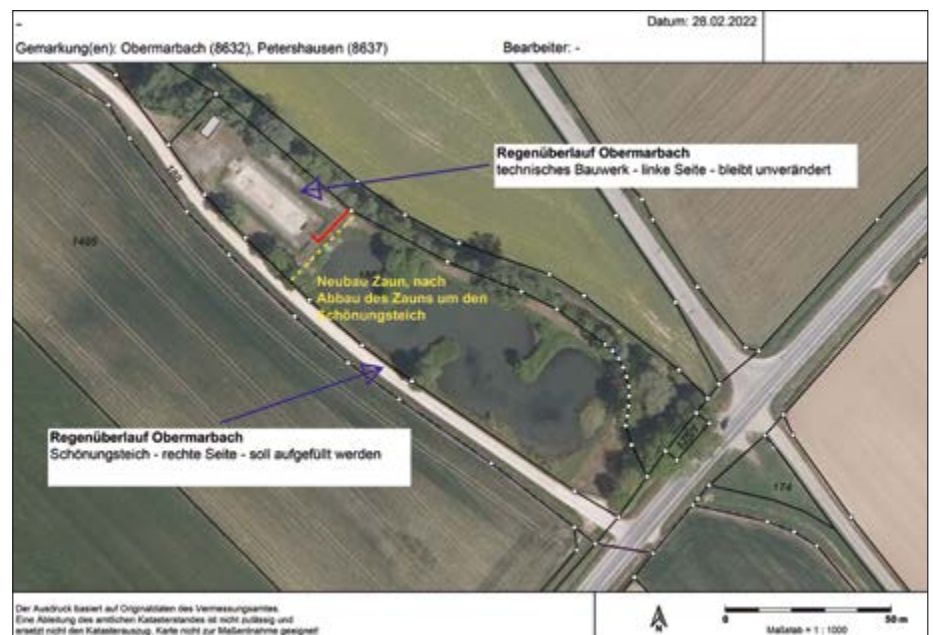 -
Datum: 28.02.2022
Gemarkung(en): Obermarbach (8632), Petershausen (8637)
Bearbeiter: -
Regenüberlauf Obermarbach
technisches Bauwerk - linke Seite - bleibt unverändert
1405
Neubau Zaun, nach
Abbau des Zauns um den
Schönungsteich
Regenüberlauf Obermarbach
Schönungsteich - rechte Seite - soll aufgefüllt werden
174
Der Ausdruck basiert auf Originaldaten des Vermessungsamtes.
Eine Ableitung des amtlichen Katasterstandes ist nicht zulässig und
ersetzt nicht den Katasterauszug. Karte nicht zur Maßentnahme geeignet
0
50 m
Maßstab = 1 : 1000